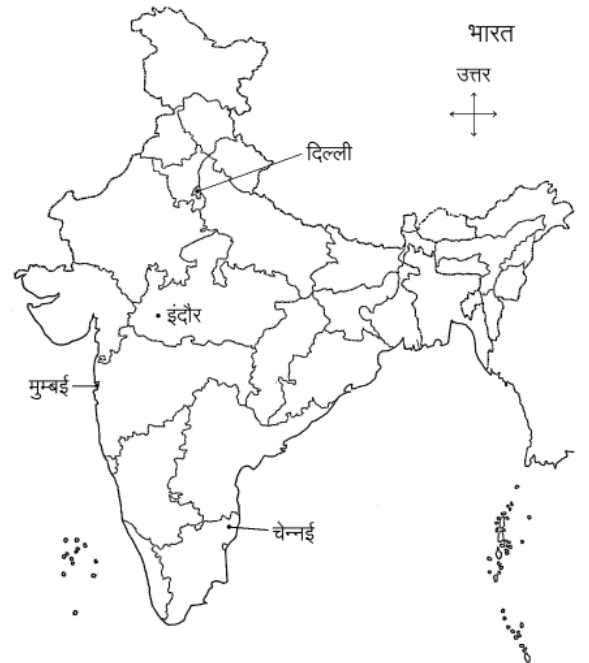 भारत
उत्तर
दिल्ली
इंदौर
मुम्बई
चेन्नई